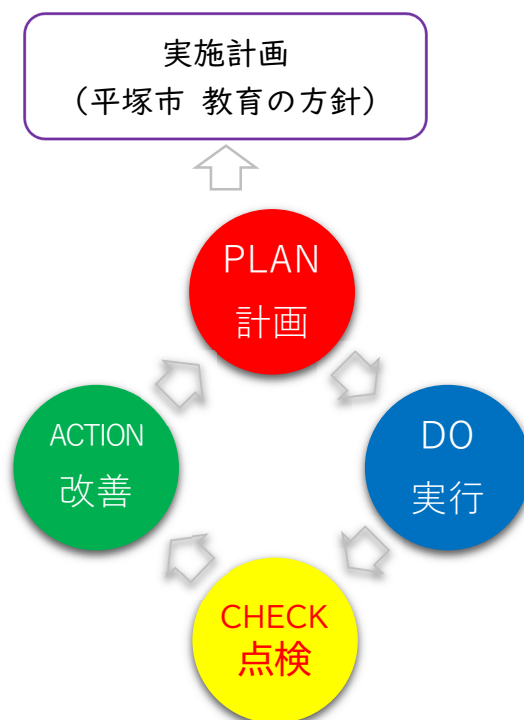 実施計画
（平塚市 教育の方針）
PLAN
計画
ACTION
改善
DO
実行
CHECK
点検